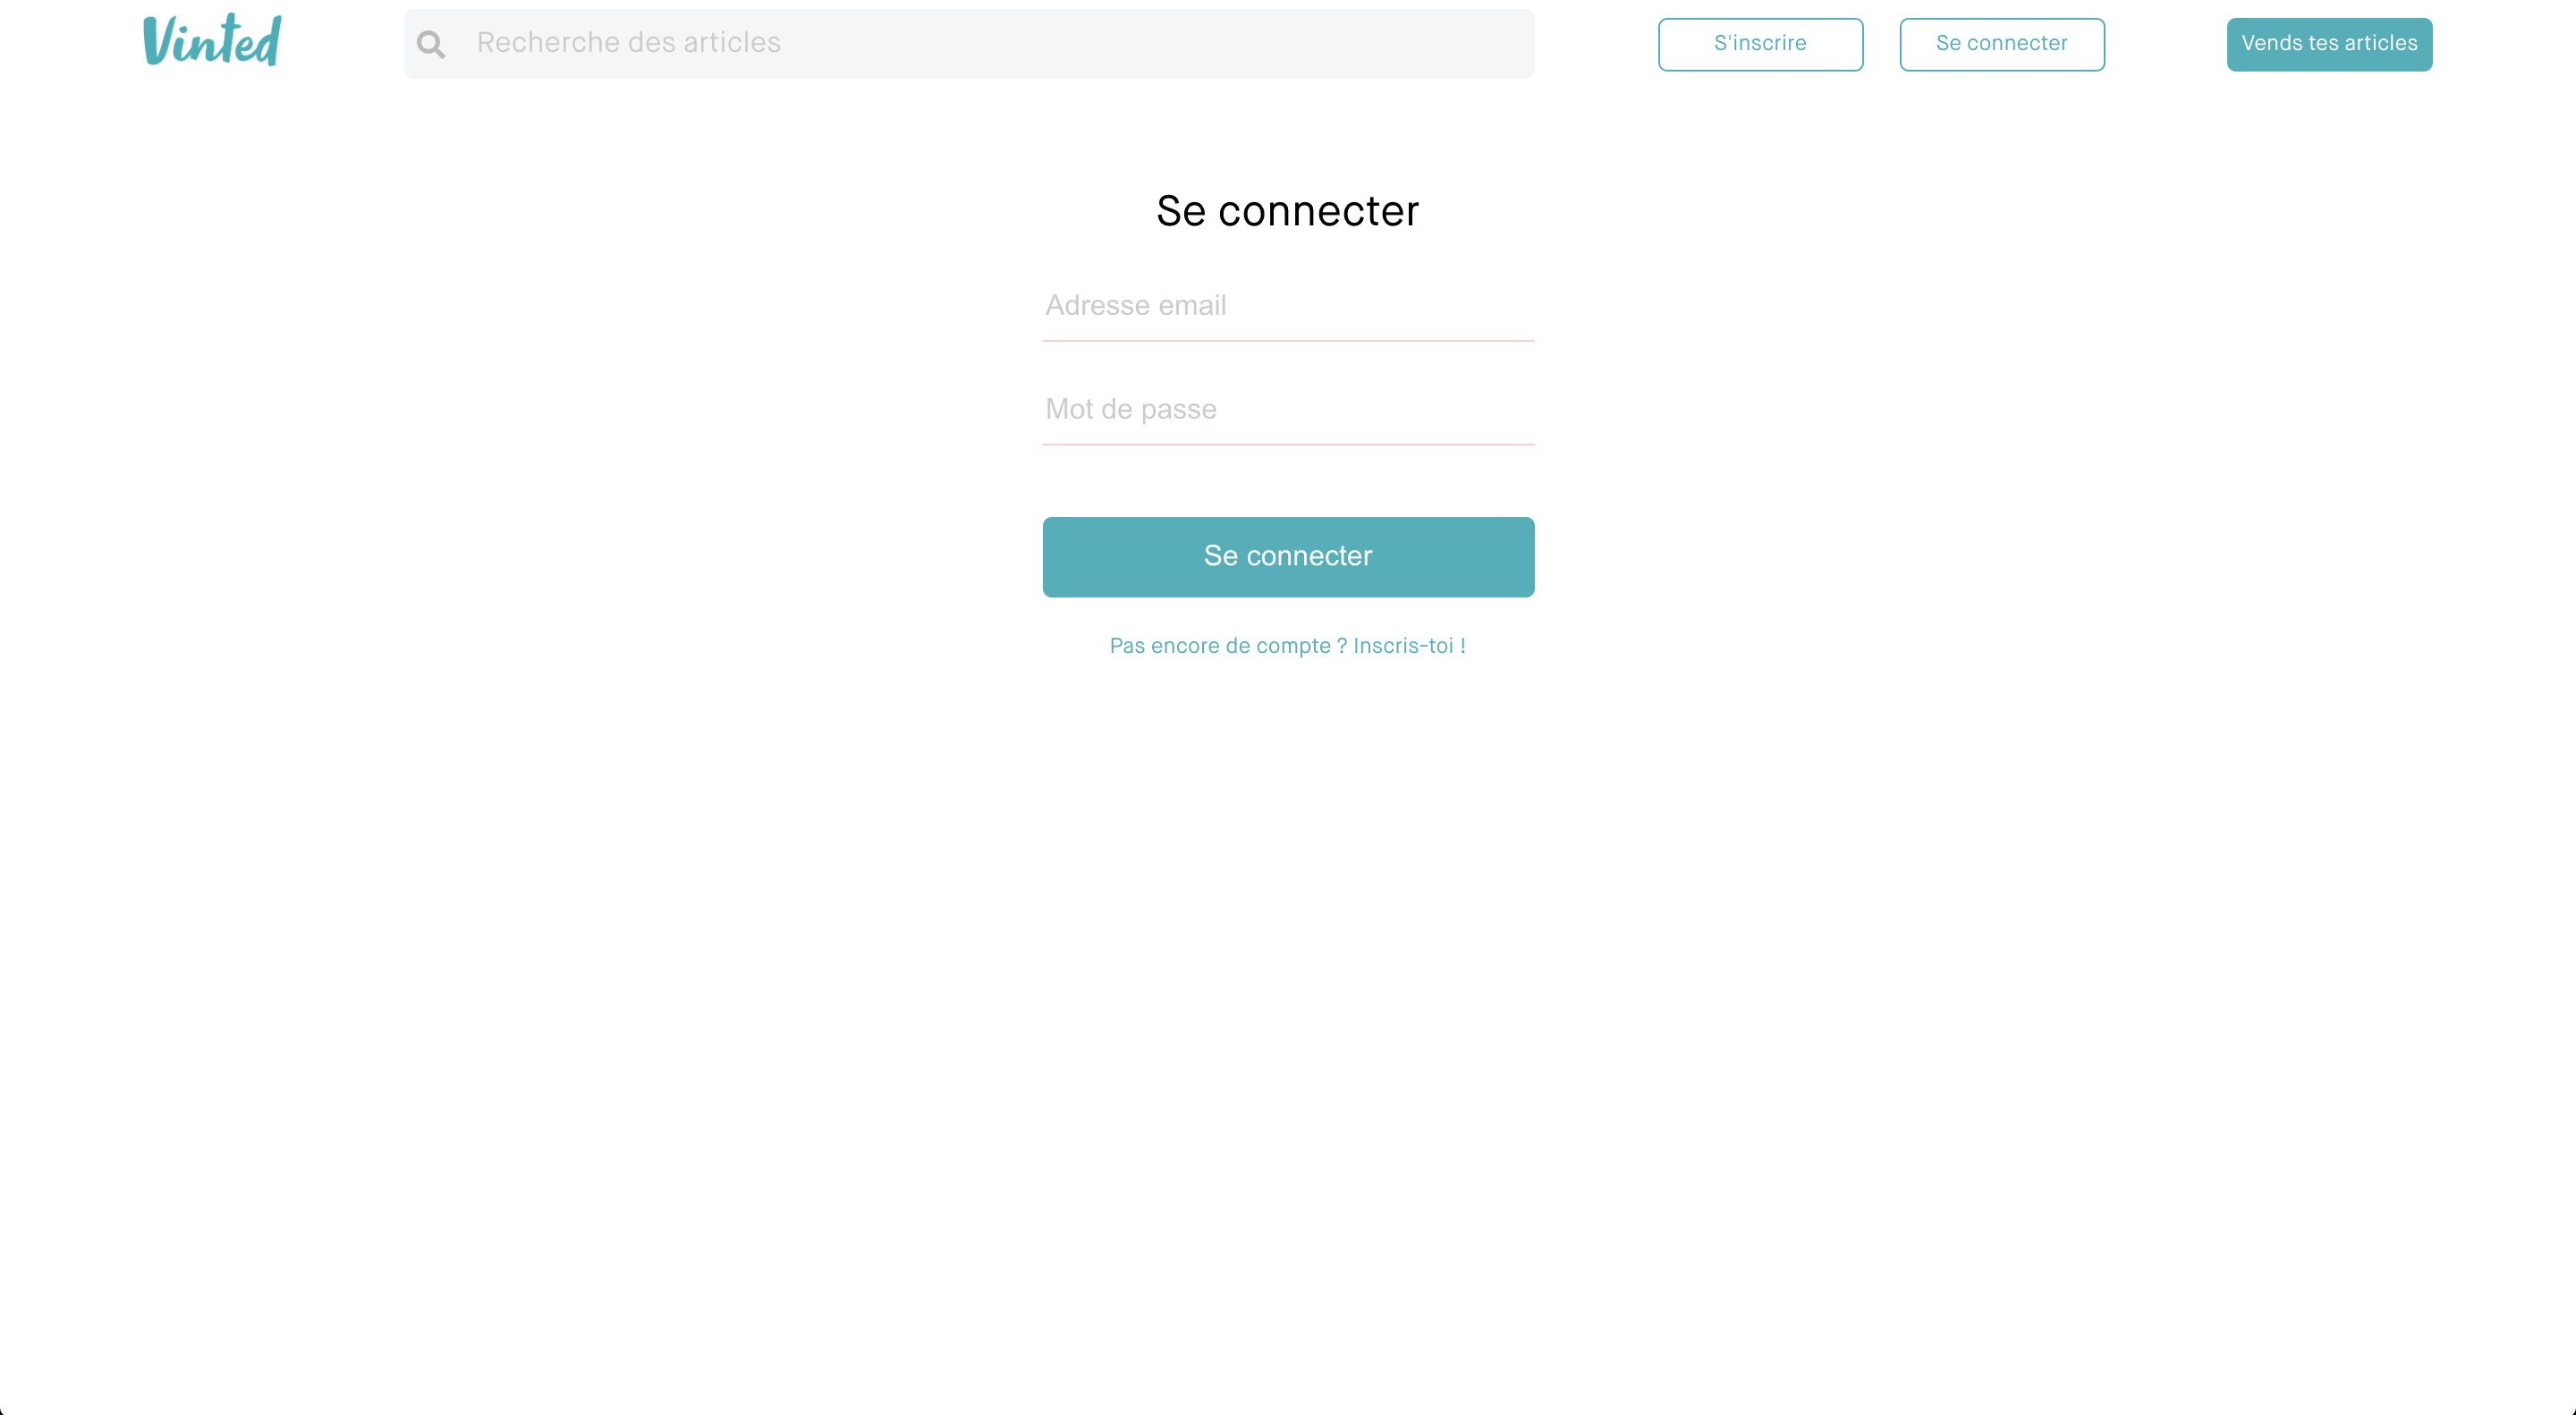 Vinted
Recherche des articles
S'inscrire
Se connecter
Vends tes articles
Se connecter
Adresse email
Mot de passe
Se connecter
Pas encore de compte ? Inscris-toi !